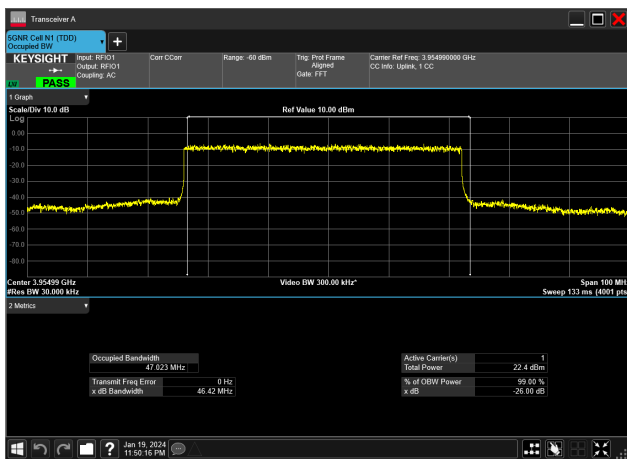 Transceiver A
5GNR Cell N1 (TDD)
Occupied BW
KEYSIGHT
LXI
PASS
Input: RFIO1
Output: RFIO1
Coupling: AC
Corr CCorr
Range: -60 dBm
Trig: Prot Frame
Aligned
Gate: FFT
Carrier Ref Freq: 3.954990000 GHz
CC Info: Uplink, 1 CC
1 Graph
Scale/Div 10.0 dB
Ref Value 10.00 dBm
Log
0.00
-10.0
-20.0
-30.0
-40.0
-50.0
-60.0
-70.0
-80.0
Center 3.95499 GHz
Video BW 300.00 kHz*
Span 100 MH
#Res BW 30.000 kHz
Sweep 133 ms (4001 pts
2 Metrics
Occupied Bandwidth
47.023 MHz
Active Carrier(s) 1
Total Power 22.4 dBm
Transmit Freq Error 0 Hz
x dB Bandwidth 46.42 MHz
% of OBW Power 99.00 %
x dB -26.00 dB
Jan 19, 2024
11:50:16 PM